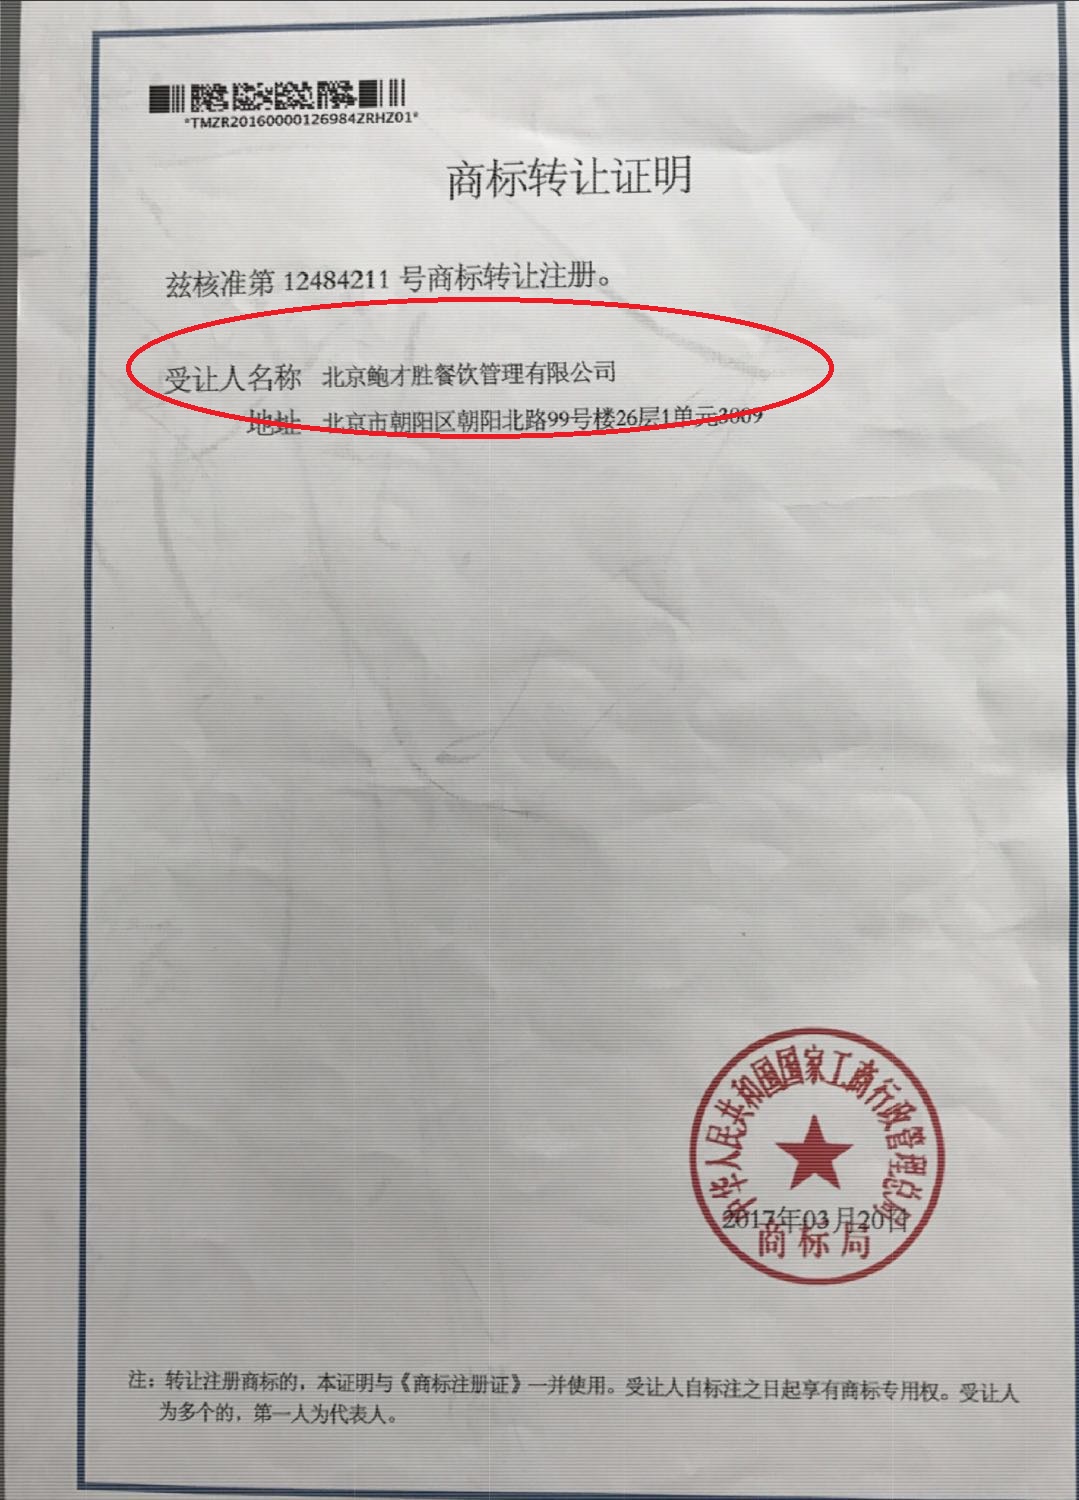 *TMZR20160000126984ZRHZ01*
商标转让证明
兹核准第 12484211 号商标转让注册。
受让人名称 北京鲍才胜餐饮管理有限公司
地址 北京市朝阳区朝阳北路99号楼26层1单元3009
中华人民共和国国家工商行政管理总局
2017年03月20日
商标局
注：转让注册商标的，本证明与《商标注册证》一并使用。受让人自标注之日起享有商标专用权。受让人
为多个的，第一人为代表人。